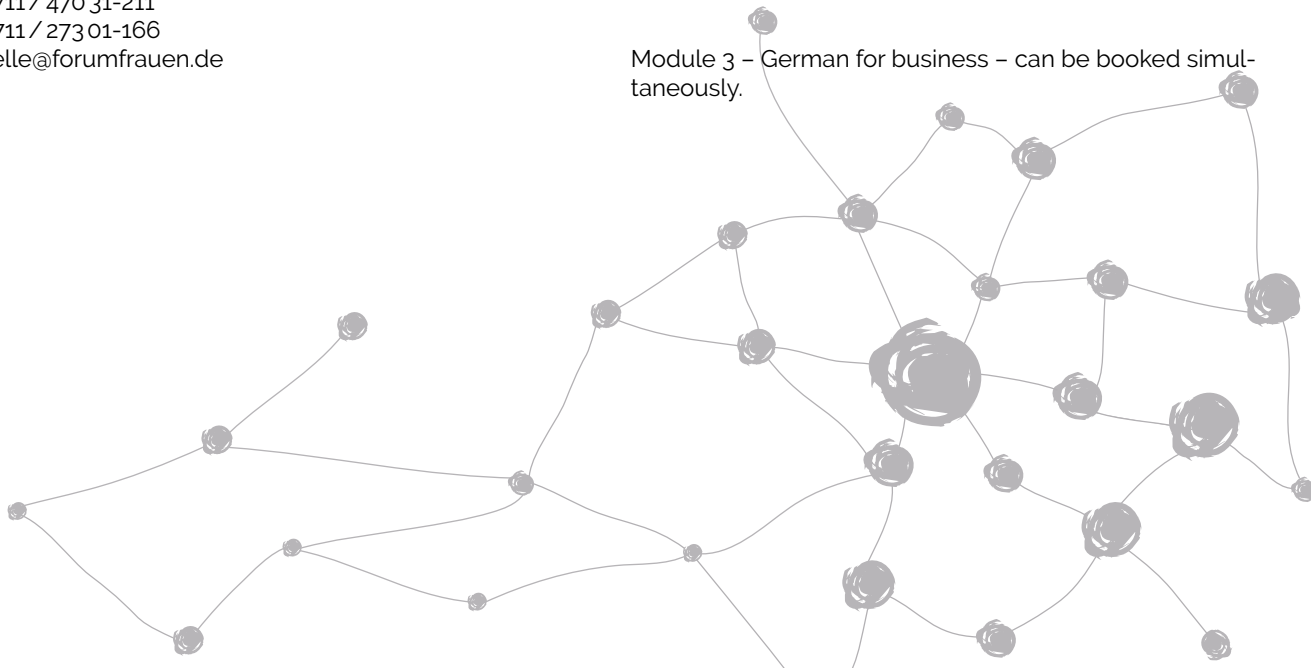 711 / 470 31-211
711 / 273 01-166
elle@forumfrauen.de
Module 3 – German for business – can be booked simul-
taneously.